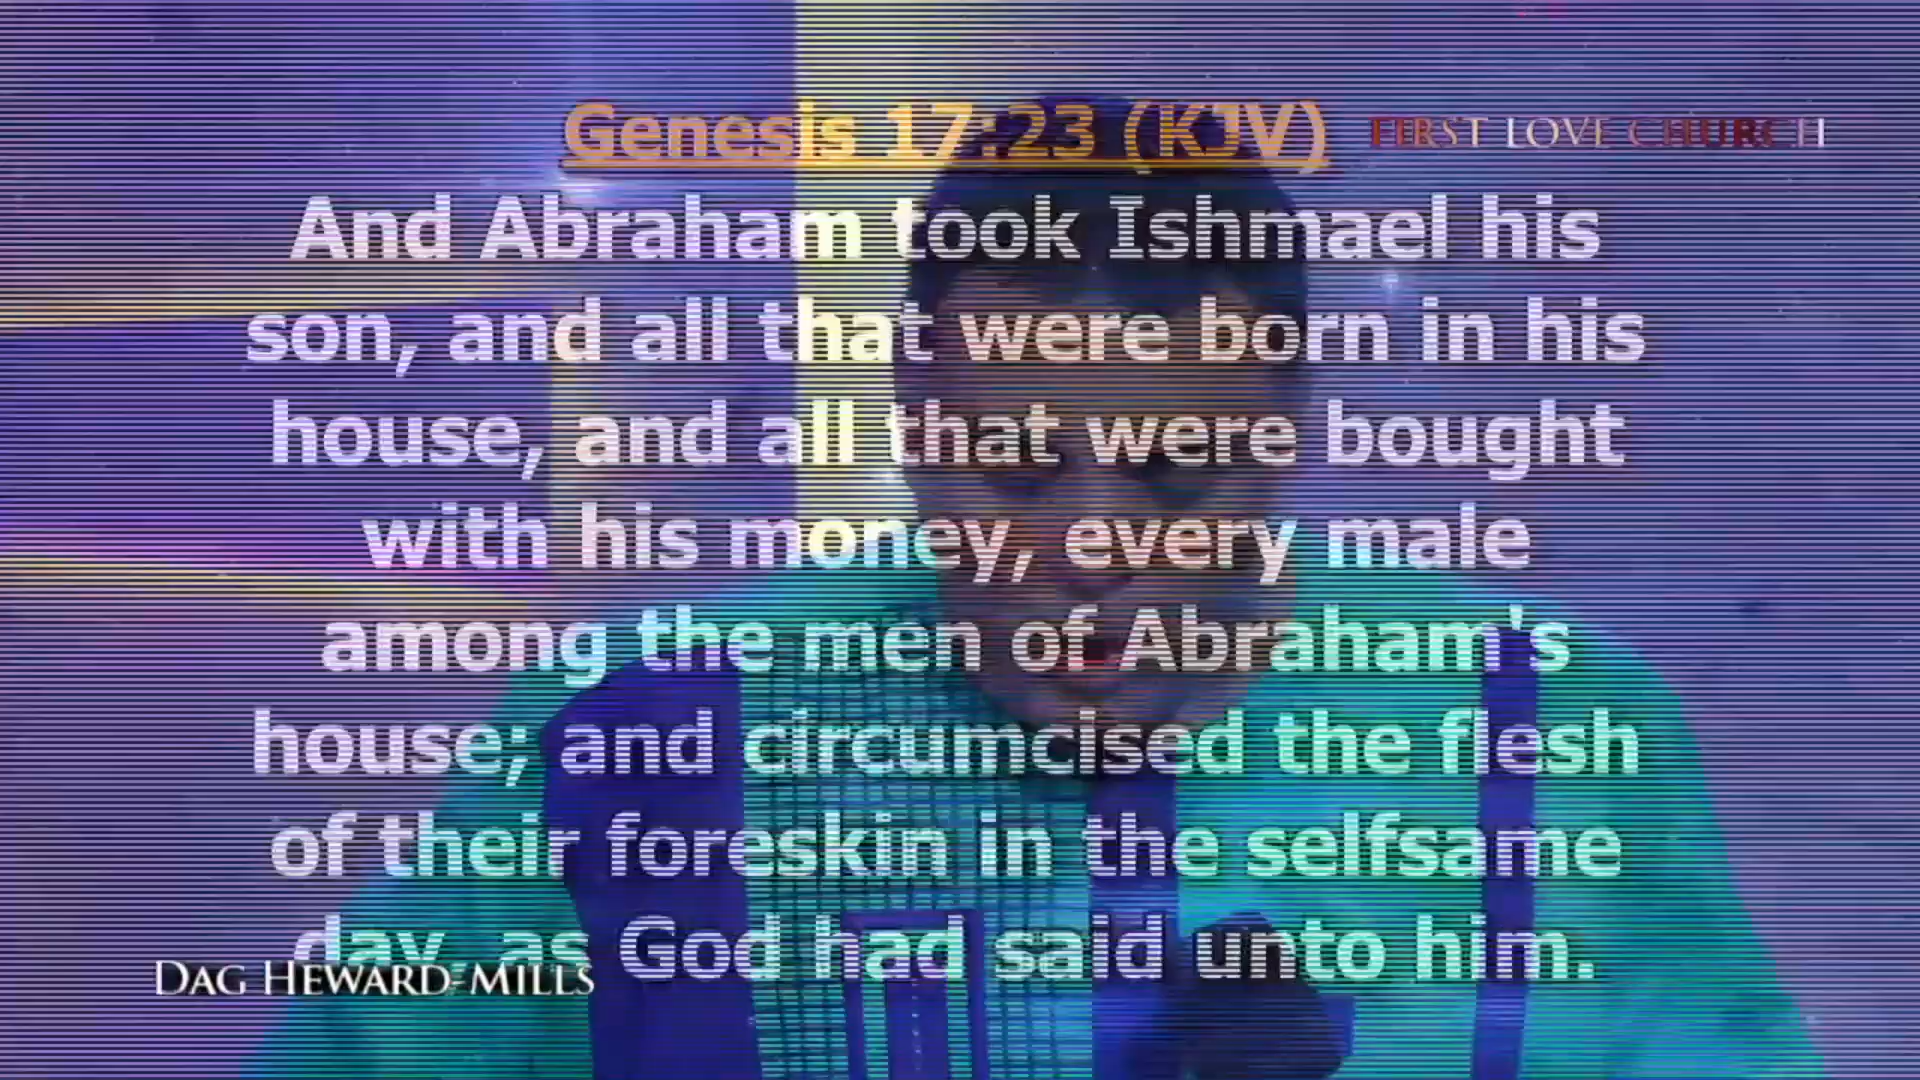 Genesis 17:23 (KJV)
FIRST LOVE CHURCH
And Abraham took Ishmael his
son, and all that were born in his
house, and all that were bought
with his money, every male
among the men of Abraham's
house; and circumcised the flesh
of their foreskin in the selfsame
day, as God had said unto him.
DAG HEWARD-MILLS